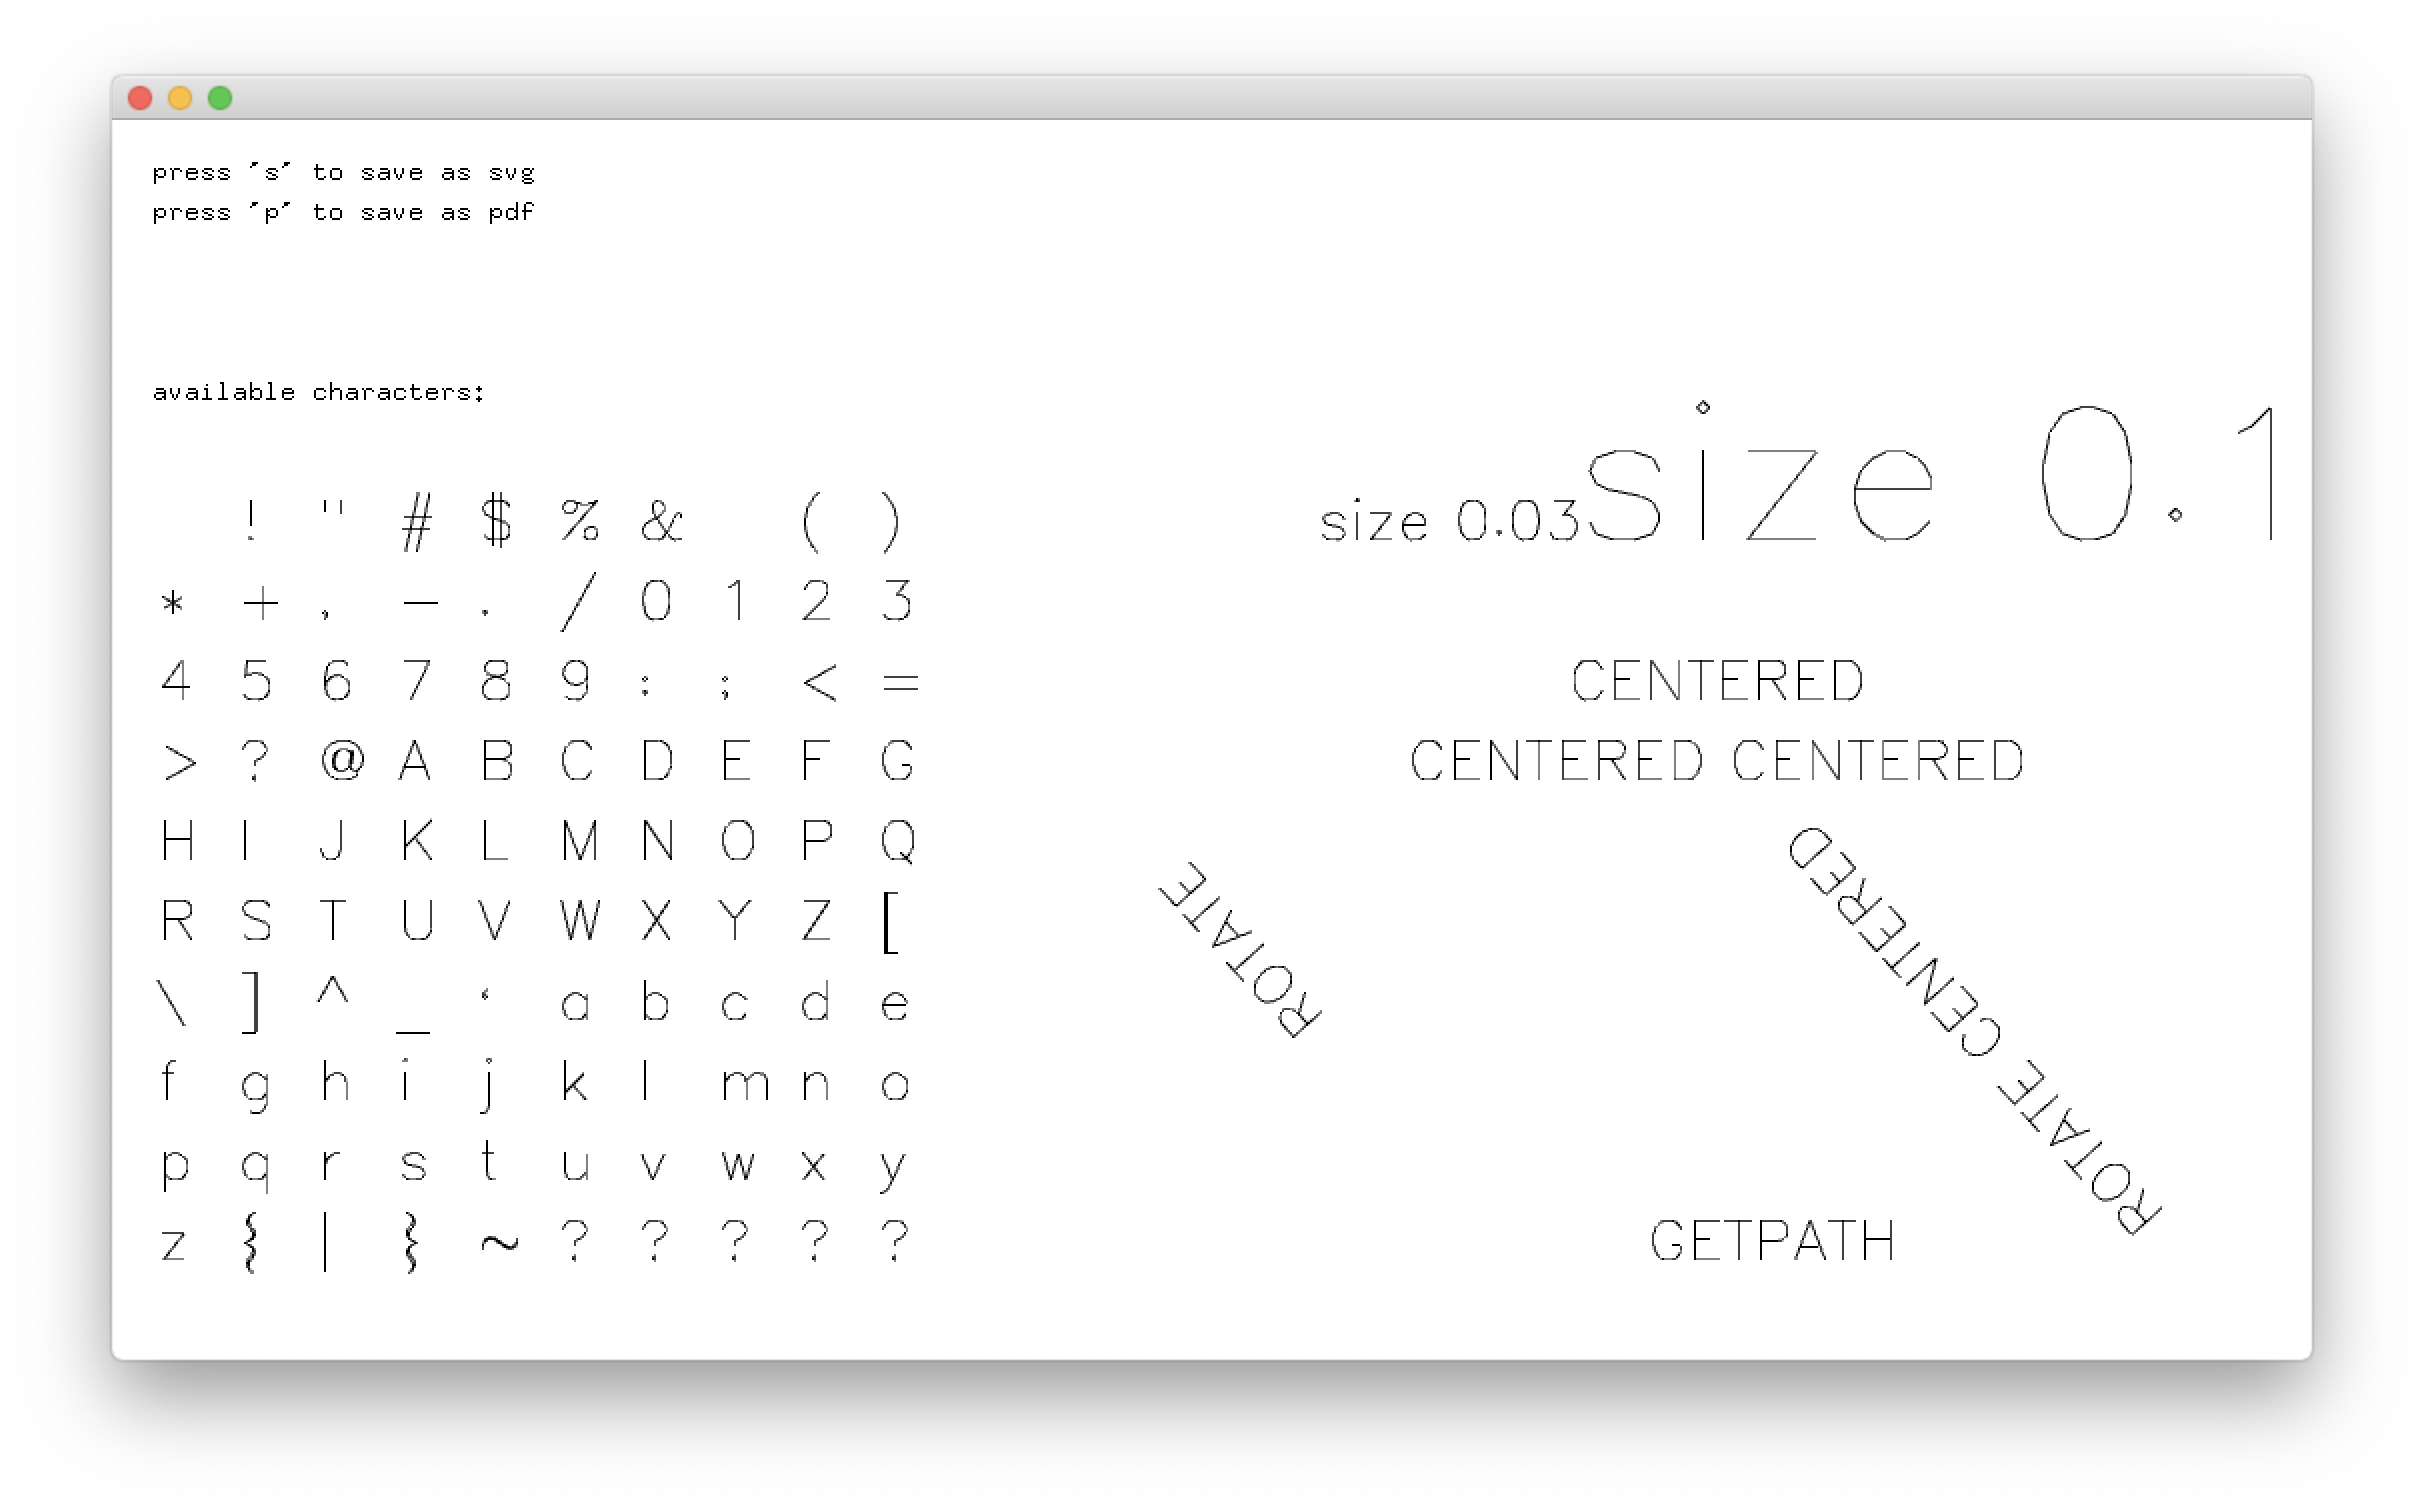 press ´s´ to save as svg
press ´p´ to save as pdf
available characters:
! " # $ % & ( )
* + , - . / 0 1 2 3
4 5 6 7 8 9 : ; < =
> ? @ A B C D E F G
H I J K L M N O P Q
R S T U V W X Y Z [
\ ] ^ _ ‘ a b c d e
f g h i j k l m n o
p q r s t u v w x y
z { | } ~ ? ? ? ? ?
size 0.03
size 0.1
CENTERED
CENTERED CENTERED
ROTATE
ROTATE CENTERED
GETPATH